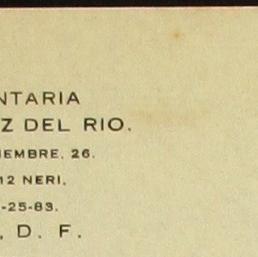 NTARIA
Z DEL RIO.
IEMBRE, 26.
12 NERI,
-25-83.
, D. F.